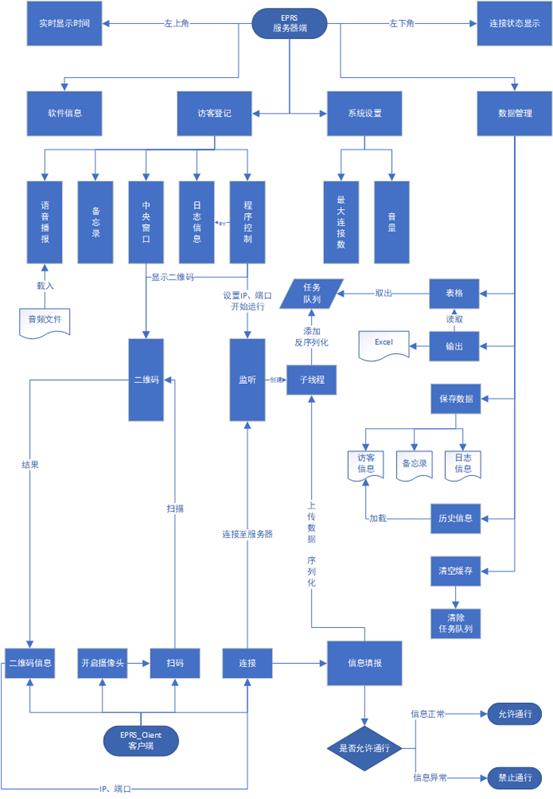 实时显示时间
左上角
EPRS
服务器端
左下角
连接状态显示
软件信息
访客登记
系统设置
数据管理
语音播报
备忘录
中央窗口
日志信息
程序控制
最大连接数
音量
载入
音频文件
显示二维码
设置IP、端口
开始运行
任务
队列
取出
表格
读取
输出
Excel
添加
反序列化
二维码
监听
创建
子线程
保存数据
访客
信息
备忘录
日志
信息
结果
扫描
连接至服务器
上传数据 序列化
加载
历史信息
清空缓存
清除
任务队列
二维码信息
开启摄像头
扫码
连接
信息填报
EPRS_Client
客户端
IP、端口
是否允许通行
信息正常
允许通行
信息异常
禁止通行